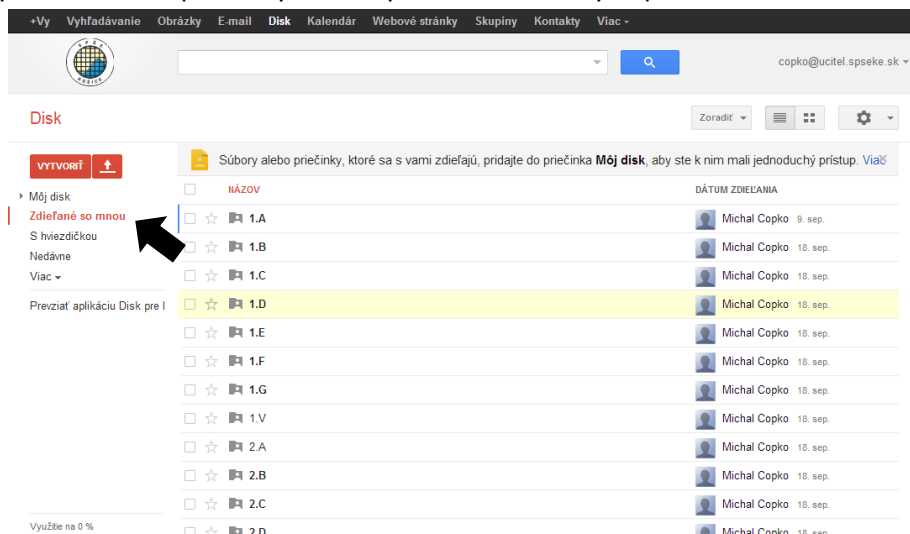 +Vy Vyhľadávanie Obrázky E-mail Disk Kalendár Webové stránky Skupiny Kontakty Viac
copko@ucitel.spseke.sk
Disk
Zoradiť
VYTVORIŤ
Súbory alebo priečinky, ktoré sa s vami zdieľajú, pridajte do priečinka Môj disk, aby ste k nim mali jednoduchý prístup. Viac
Môj disk
Zdieľané so mnou
S hviezdičkou
Nedávne
Viac
Prevziať aplikáciu Disk pre
NÁZOV DÁTUM ZDIEĽANIA
1.A Michal Copko 9. sep.
1.B Michal Copko 18. sep.
1.C Michal Copko 18. sep.
1.D Michal Copko 18. sep.
1.E Michal Copko 18. sep.
1.F Michal Copko 18. sep.
1.G Michal Copko 18. sep.
1.V Michal Copko 18. sep.
2.A Michal Copko 18. sep.
2.B Michal Copko 18. sep.
2.C Michal Copko 18. sep.
2.D Michal Copko 18. sep.
Využitie na 0 %